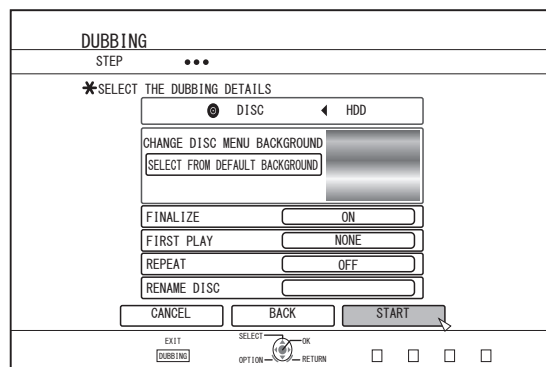 DUBBING
STEP
SELECT THE DUBBING DETAILS
DISC HDD
CHANGE DISC MENU BACKGROUND
SELECT FROM DEFAULT BACKGROUND
FINALIZE ON
FIRST PLAY NONE
REPEAT OFF
RENAME DISC
CANCEL BACK START
EXIT SELECT OK
DUBBING OPTION RETURN